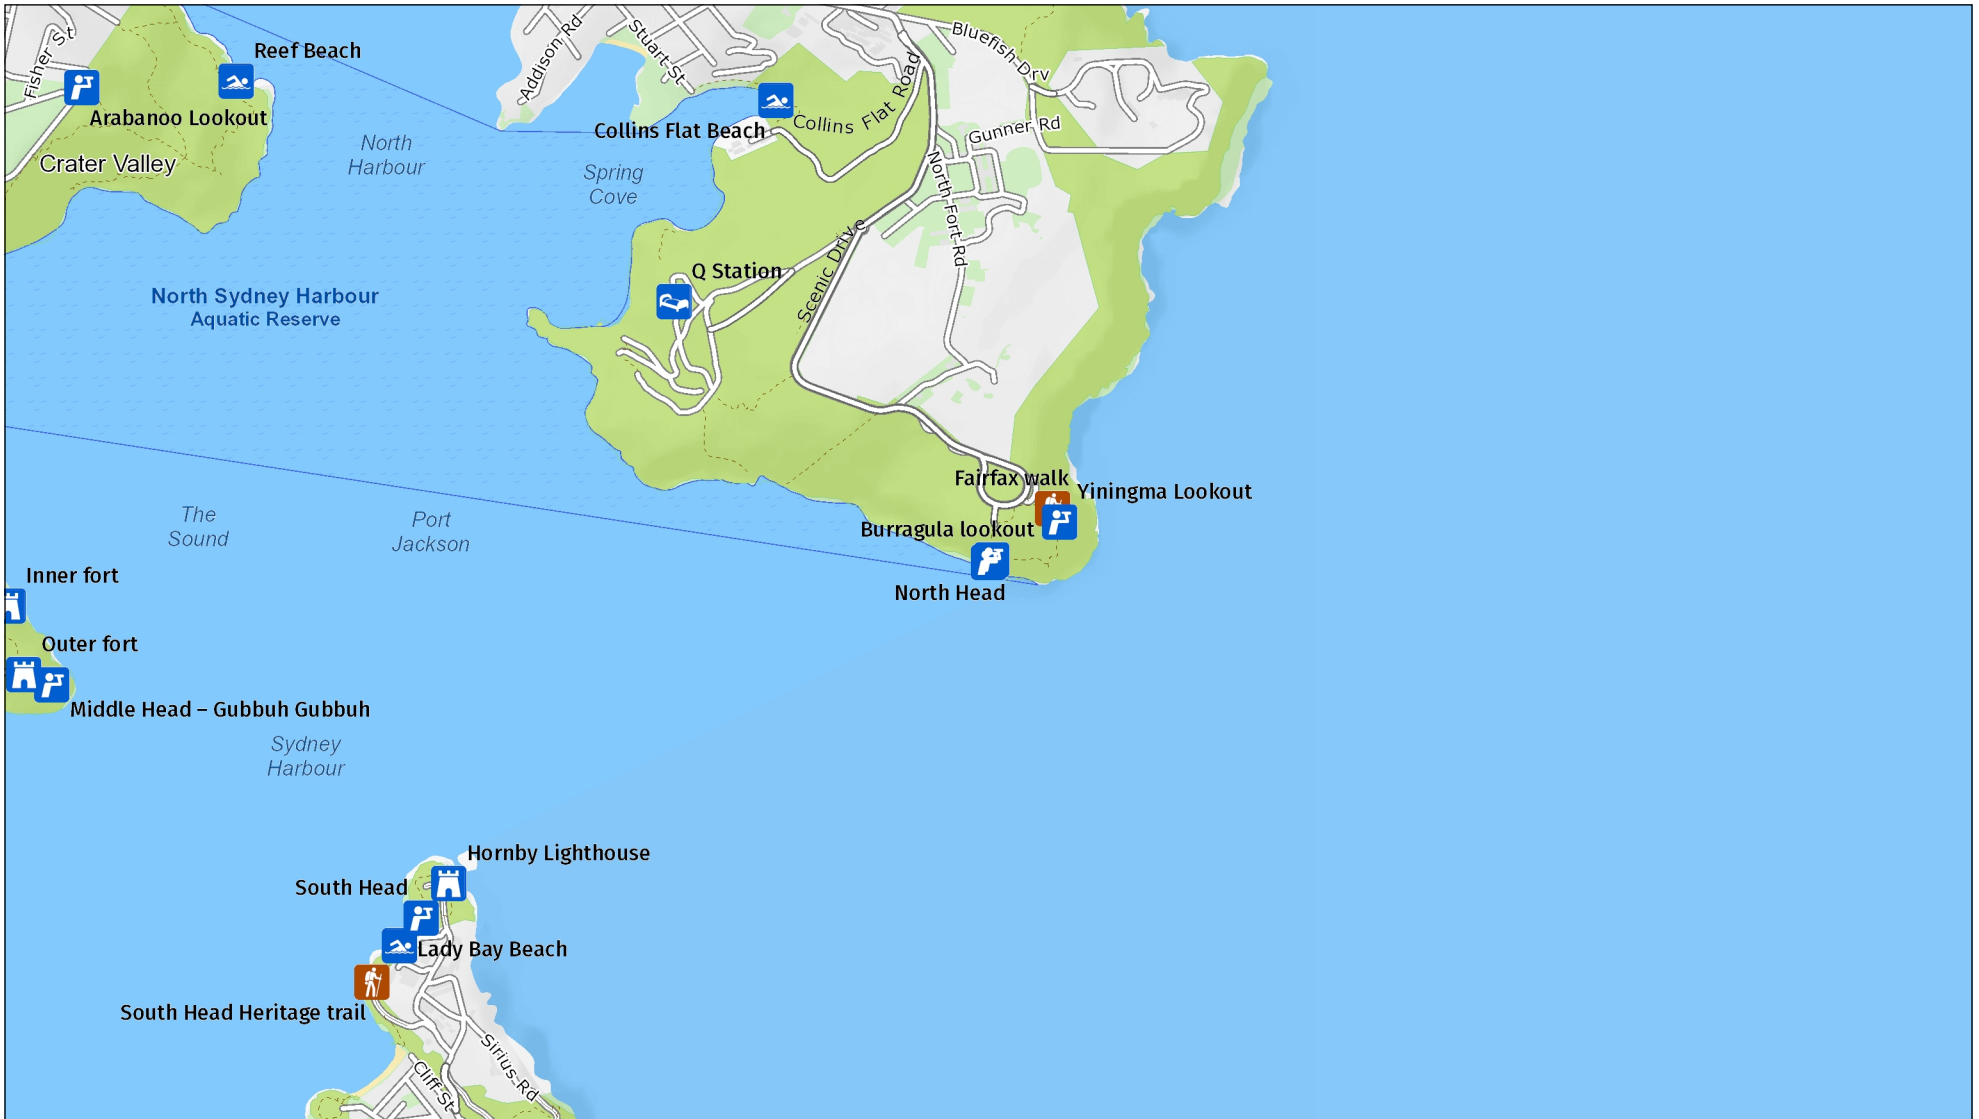 Fisher St
Reef Beach
Arabanoo Lookout
Crater Valley
North
Harbour
Addison Rd
Stuart St
Bluefish Drv
Collins Flat Beach
Collins Flat Road
Gunner Rd
Spring
Cove
North Fort Rd
Scenic Drive
Q Station
North Sydney Harbour
Aquatic Reserve
Fairfax walk
Yiningma Lookout
Burragula lookout
North Head
The
Sound
Port
Jackson
Inner fort
Outer fort
Middle Head – Gubbuh Gubbuh
Sydney
Harbour
Hornby Lighthouse
South Head
Lady Bay Beach
South Head Heritage trail
Sirius Rd
Cliff St